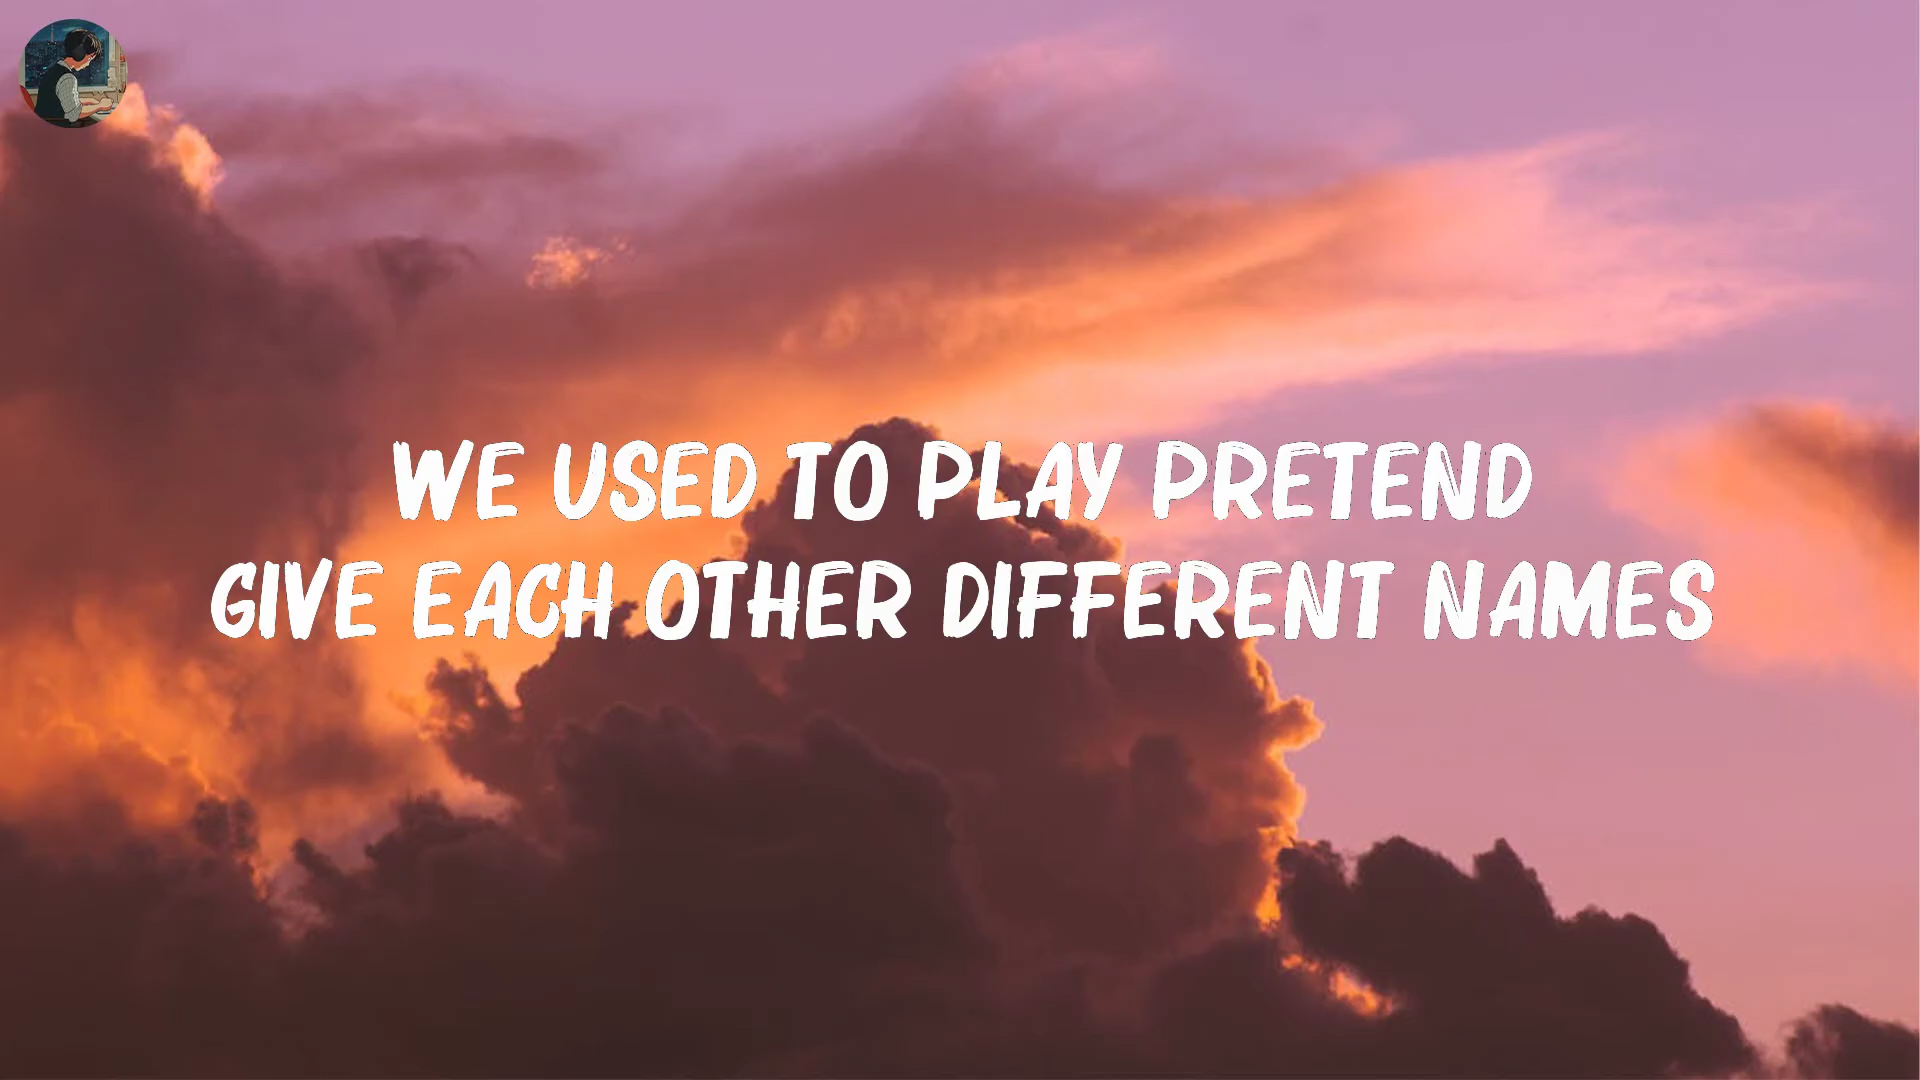 WE USED TO PLAY PRETEND
GIVE EACH OTHER DIFFERENT NAMES